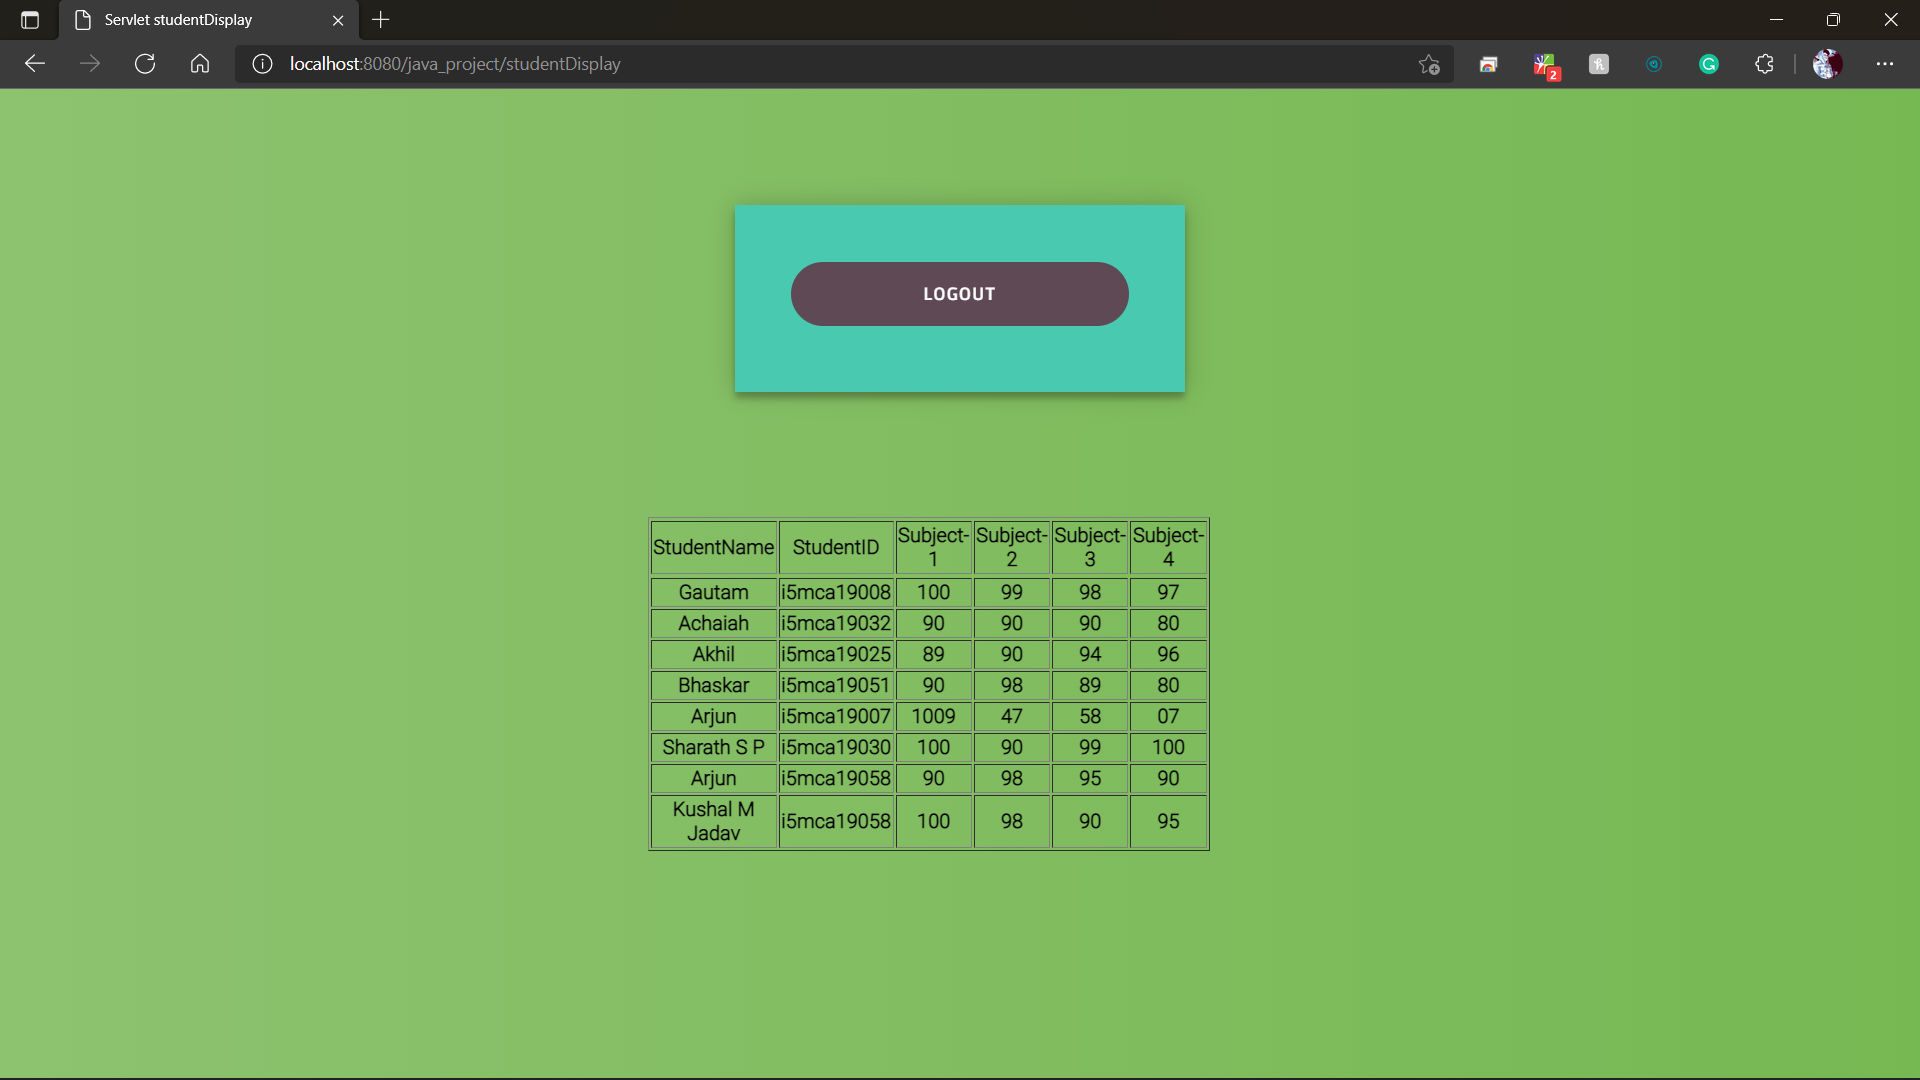 Servlet studentDisplay
localhost:8080/java_project/studentDisplay
2
LOGOUT
StudentName StudentID Subject-1 Subject-2 Subject-3 Subject-4
Gautam i5mca19008 100 99 98 97
Achaiah i5mca19032 90 90 90 80
Akhil i5mca19025 89 90 94 96
Bhaskar i5mca19051 90 98 89 80
Arjun i5mca19007 1009 47 58 07
Sharath S P i5mca19030 100 90 99 100
Arjun i5mca19058 90 98 95 90
Kushal M Jadav i5mca19058 100 98 90 95